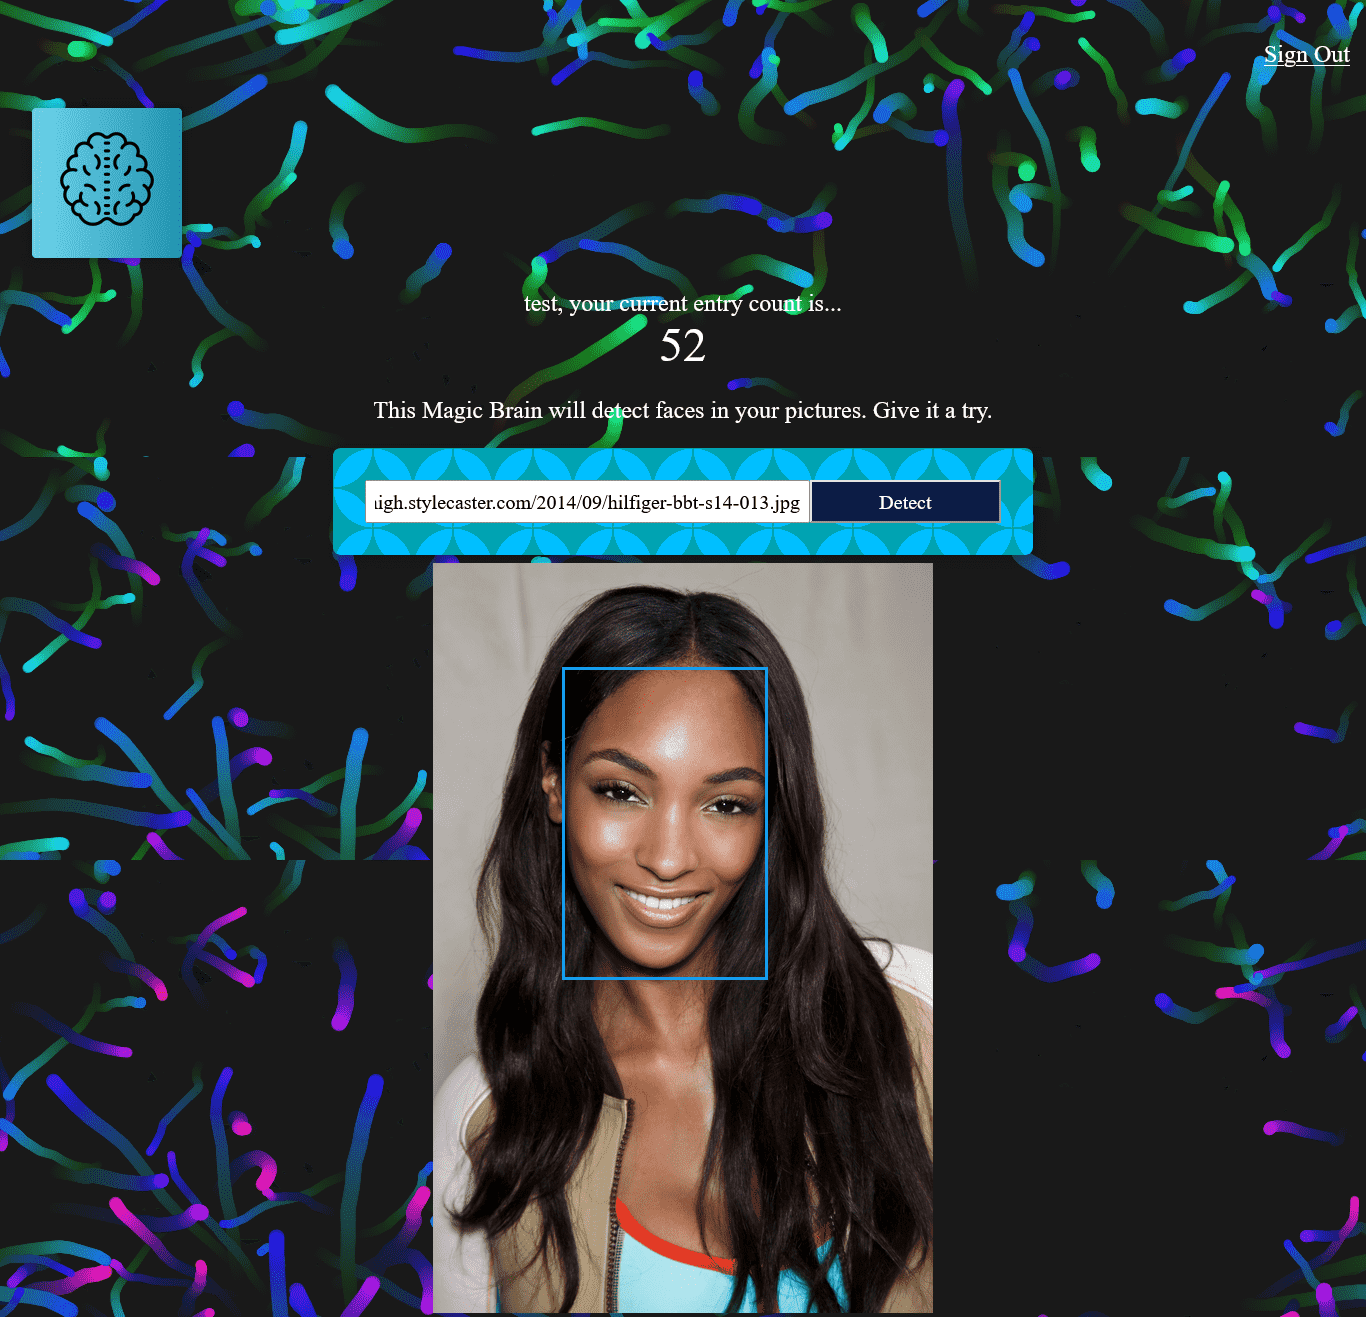 Sign Out
test, your current entry count is...
52
This Magic Brain will detect faces in your pictures. Give it a try.
igh.stylecaster.com/2014/09/hilfiger-bbt-s14-013.jpg Detect